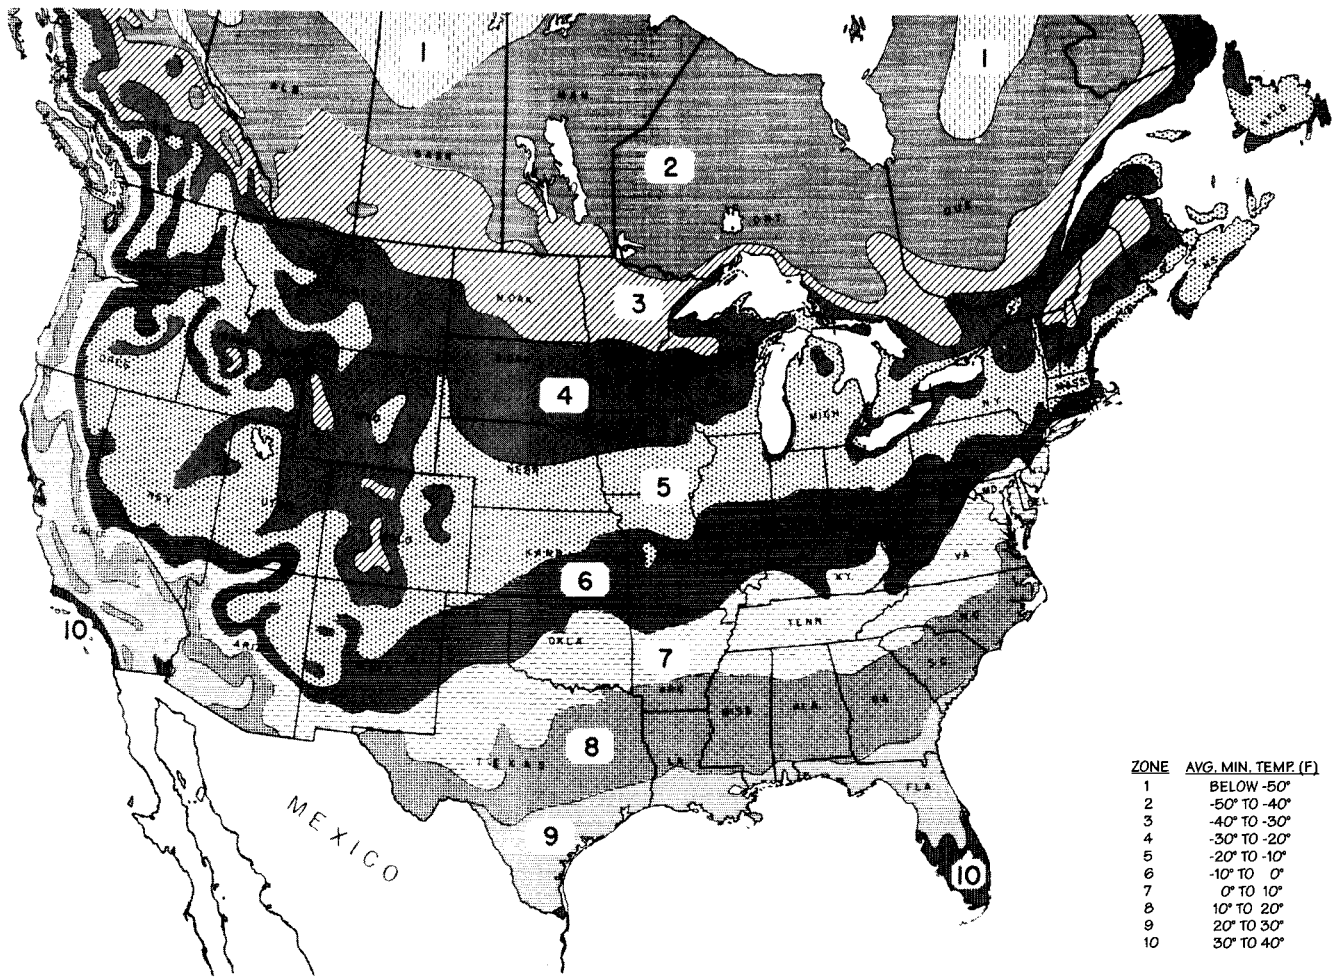 1
1
ALB
MAN
SASK
2
ONT
QUE
N.DAK
3
4
OREG
MICH
N.Y.
MASS
NEBR
5
NEV
U
MD.
DEL
CALIF
KANS
VA
6
KY.
10
OKLA
TENN
N.C.
ARIZ
7
ARK
S.C.
MISS
ALA
GA
8
TEXAS
LA
FLA
MEXICO
9
10
ZONE AVG. MIN. TEMP. (F)
1 BELOW -50°
2 -50° TO -40°
3 -40° TO -30°
4 -30° TO -20°
5 -20° TO -10°
6 -10° TO 0°
7 0° TO 10°
8 10° TO 20°
9 20° TO 30°
10 30° TO 40°